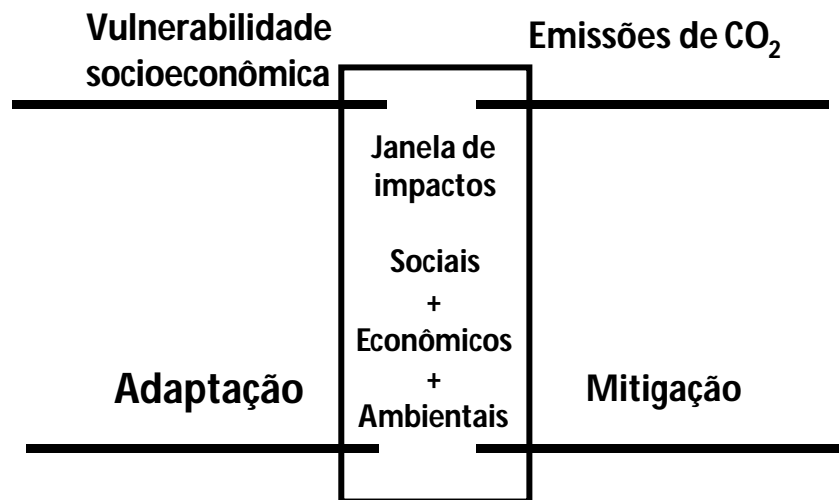 Vulnerabilidade
socioeconômica
Emissões de CO₂
Janela de
impactos
Sociais
+
Econômicos
+
Ambientais
Adaptação
Mitigação